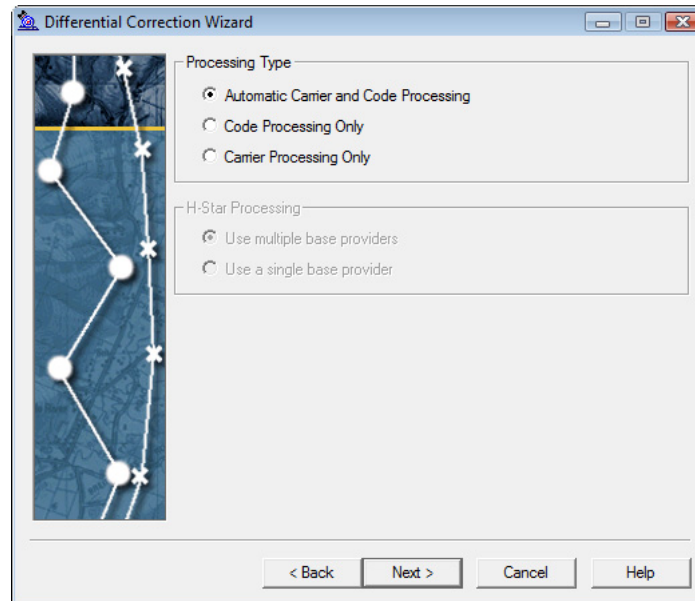 Differential Correction Wizard
Processing Type
Automatic Carrier and Code Processing
Code Processing Only
Carrier Processing Only
H-Star Processing
Use multiple base providers
Use a single base provider
< Back Next > Cancel Help